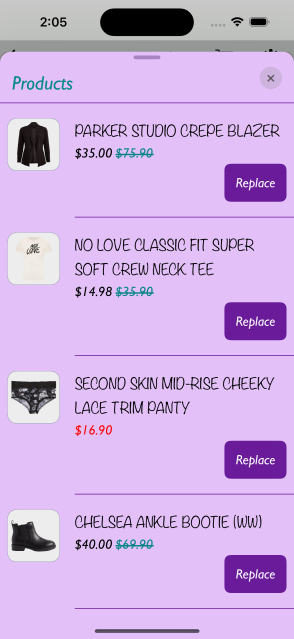 2:05
Products
PARKER STUDIO CREPE BLAZER
$35.00 $75.90
Replace
NO LOVE CLASSIC FIT SUPER
SOFT CREW NECK TEE
$14.98 $35.90
Replace
SECOND SKIN MID-RISE CHEEKY
LACE TRIM PANTY
$16.90
Replace
CHELSEA ANKLE BOOTIE (WW)
$40.00 $69.90
Replace